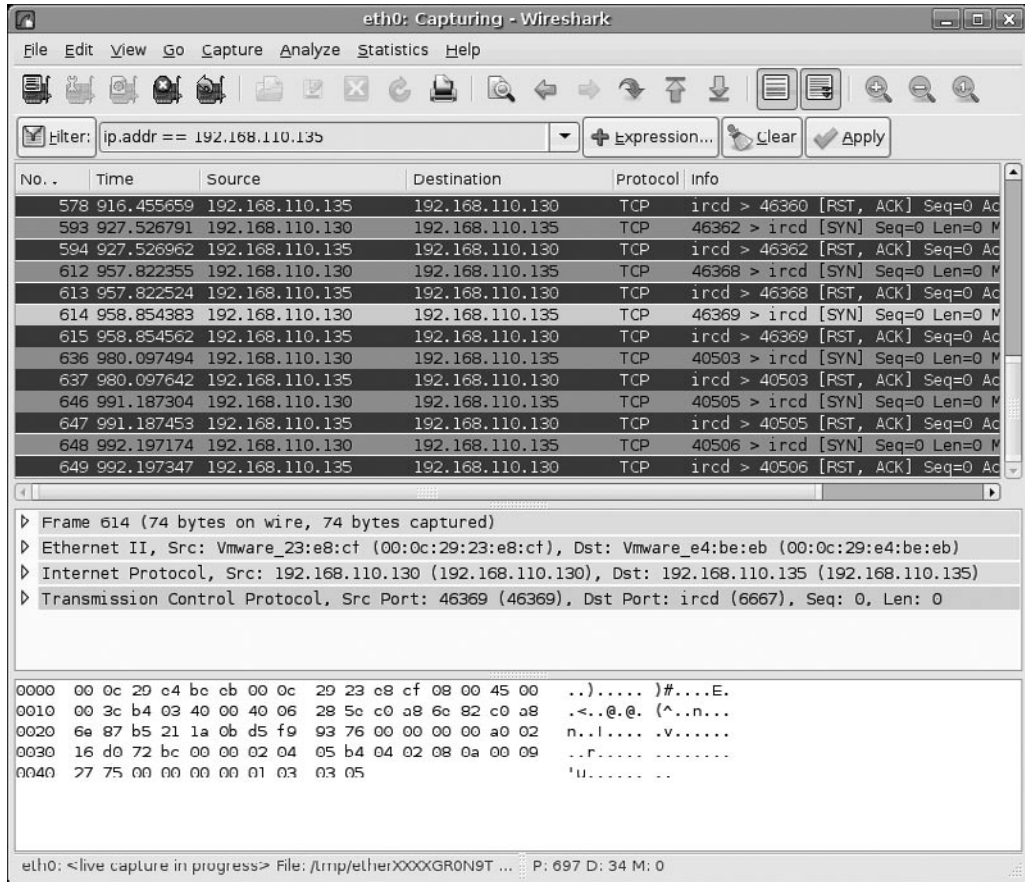 eth0: Capturing - Wireshark
File Edit View Go Capture Analyze Statistics Help
Filter: ip.addr == 192.168.110.135 Expression... Clear Apply
No. . Time Source Destination Protocol Info
578 916.455659 192.168.110.135 192.168.110.130 TCP ircd > 46360 [RST, ACK] Seq=0 Ac
593 927.526791 192.168.110.130 192.168.110.135 TCP 46362 > ircd [SYN] Seq=0 Len=0 M
594 927.526962 192.168.110.135 192.168.110.130 TCP ircd > 46362 [RST, ACK] Seq=0 Ac
612 957.822355 192.168.110.130 192.168.110.135 TCP 46368 > ircd [SYN] Seq=0 Len=0 M
613 957.822524 192.168.110.135 192.168.110.130 TCP ircd > 46368 [RST, ACK] Seq=0 Ac
614 958.854383 192.168.110.130 192.168.110.135 TCP 46369 > ircd [SYN] Seq=0 Len=0 M
615 958.854562 192.168.110.135 192.168.110.130 TCP ircd > 46369 [RST, ACK] Seq=0 Ac
636 980.097494 192.168.110.130 192.168.110.135 TCP 40503 > ircd [SYN] Seq=0 Len=0 M
637 980.097642 192.168.110.135 192.168.110.130 TCP ircd > 40503 [RST, ACK] Seq=0 Ac
646 991.187304 192.168.110.130 192.168.110.135 TCP 40505 > ircd [SYN] Seq=0 Len=0 M
647 991.187453 192.168.110.135 192.168.110.130 TCP ircd > 40505 [RST, ACK] Seq=0 Ac
648 992.197174 192.168.110.130 192.168.110.135 TCP 40506 > ircd [SYN] Seq=0 Len=0 M
649 992.197347 192.168.110.135 192.168.110.130 TCP ircd > 40506 [RST, ACK] Seq=0 Ac
Frame 614 (74 bytes on wire, 74 bytes captured)
Ethernet II, Src: Vmware_23:e8:cf (00:0c:29:23:e8:cf), Dst: Vmware_e4:be:eb (00:0c:29:e4:be:eb)
Internet Protocol, Src: 192.168.110.130 (192.168.110.130), Dst: 192.168.110.135 (192.168.110.135)
Transmission Control Protocol, Src Port: 46369 (46369), Dst Port: ircd (6667), Seq: 0, Len: 0
0000 00 0c 29 e4 be eb 00 0c 29 23 e8 cf 08 00 45 00 ..)..... )#....E.
0010 00 3c b4 03 40 00 40 06 28 5e c0 a8 6e 82 c0 a8 .<..@.@. (^..n...
0020 6e 87 b5 21 1a 0b d5 f9 93 76 00 00 00 00 a0 02 n..!.... .v......
0030 16 d0 72 bc 00 00 02 04 05 b4 04 02 08 0a 00 09 ..r..... ........
0040 27 75 00 00 00 00 01 03 03 05 'u...... ..
eth0: <live capture in progress> File: /tmp/etherXXXXGR0N9T ... P: 697 D: 34 M: 0